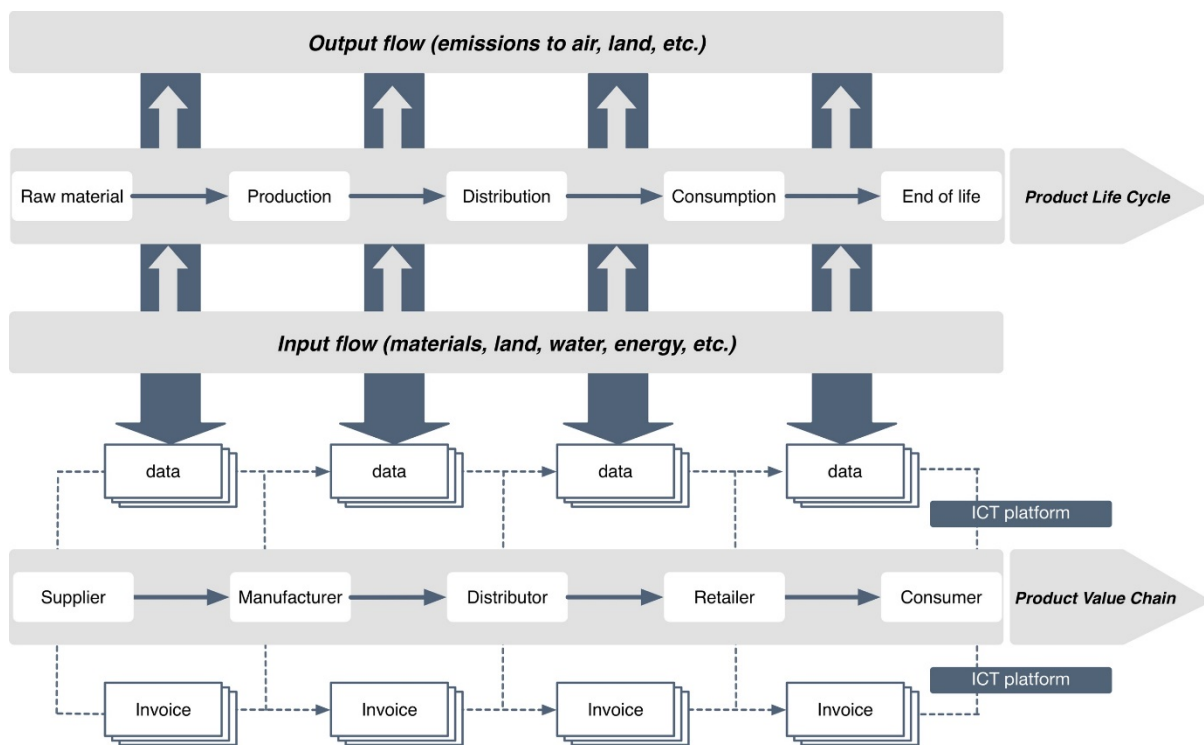 Output flow (emissions to air, land, etc.)
Raw material
Production
Distribution
Consumption
End of life
Product Life Cycle
Input flow (materials, land, water, energy, etc.)
data
data
data
data
ICT platform
Supplier
Manufacturer
Distributor
Retailer
Consumer
Product Value Chain
ICT platform
Invoice
Invoice
Invoice
Invoice